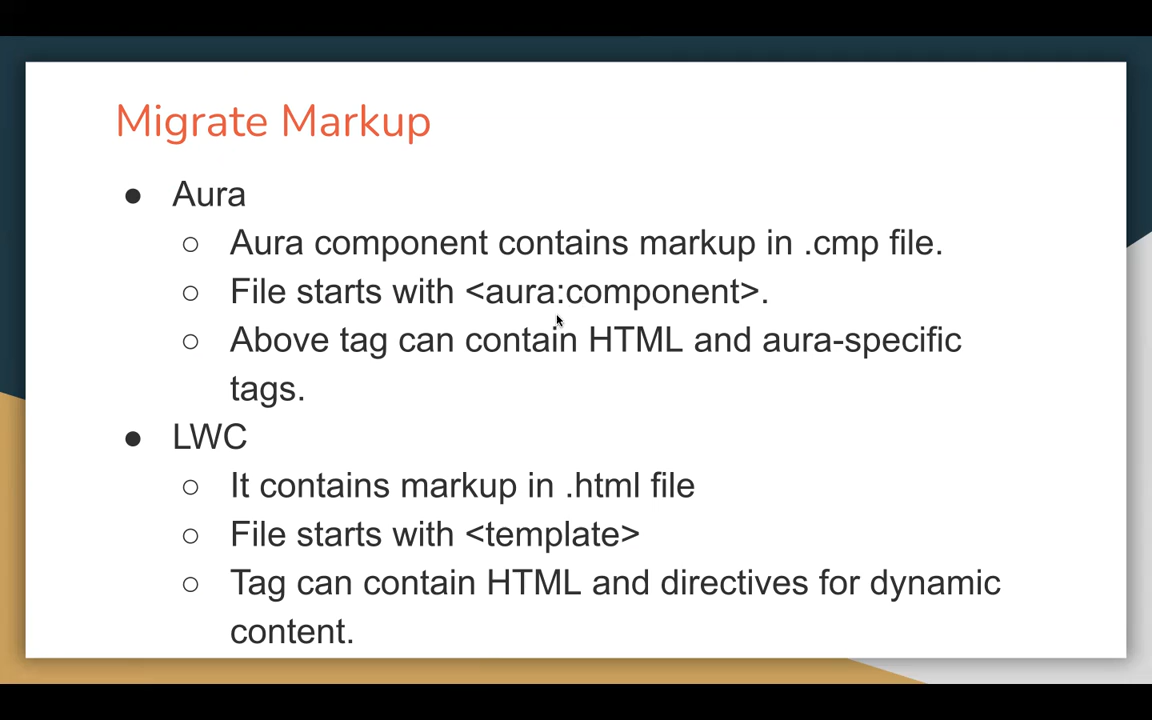 Migrate Markup
● Aura
○ Aura component contains markup in .cmp file.
○ File starts with <aura:component>.
○ Above tag can contain HTML and aura-specific
tags.
● LWC
○ It contains markup in .html file
○ File starts with <template>
○ Tag can contain HTML and directives for dynamic
content.